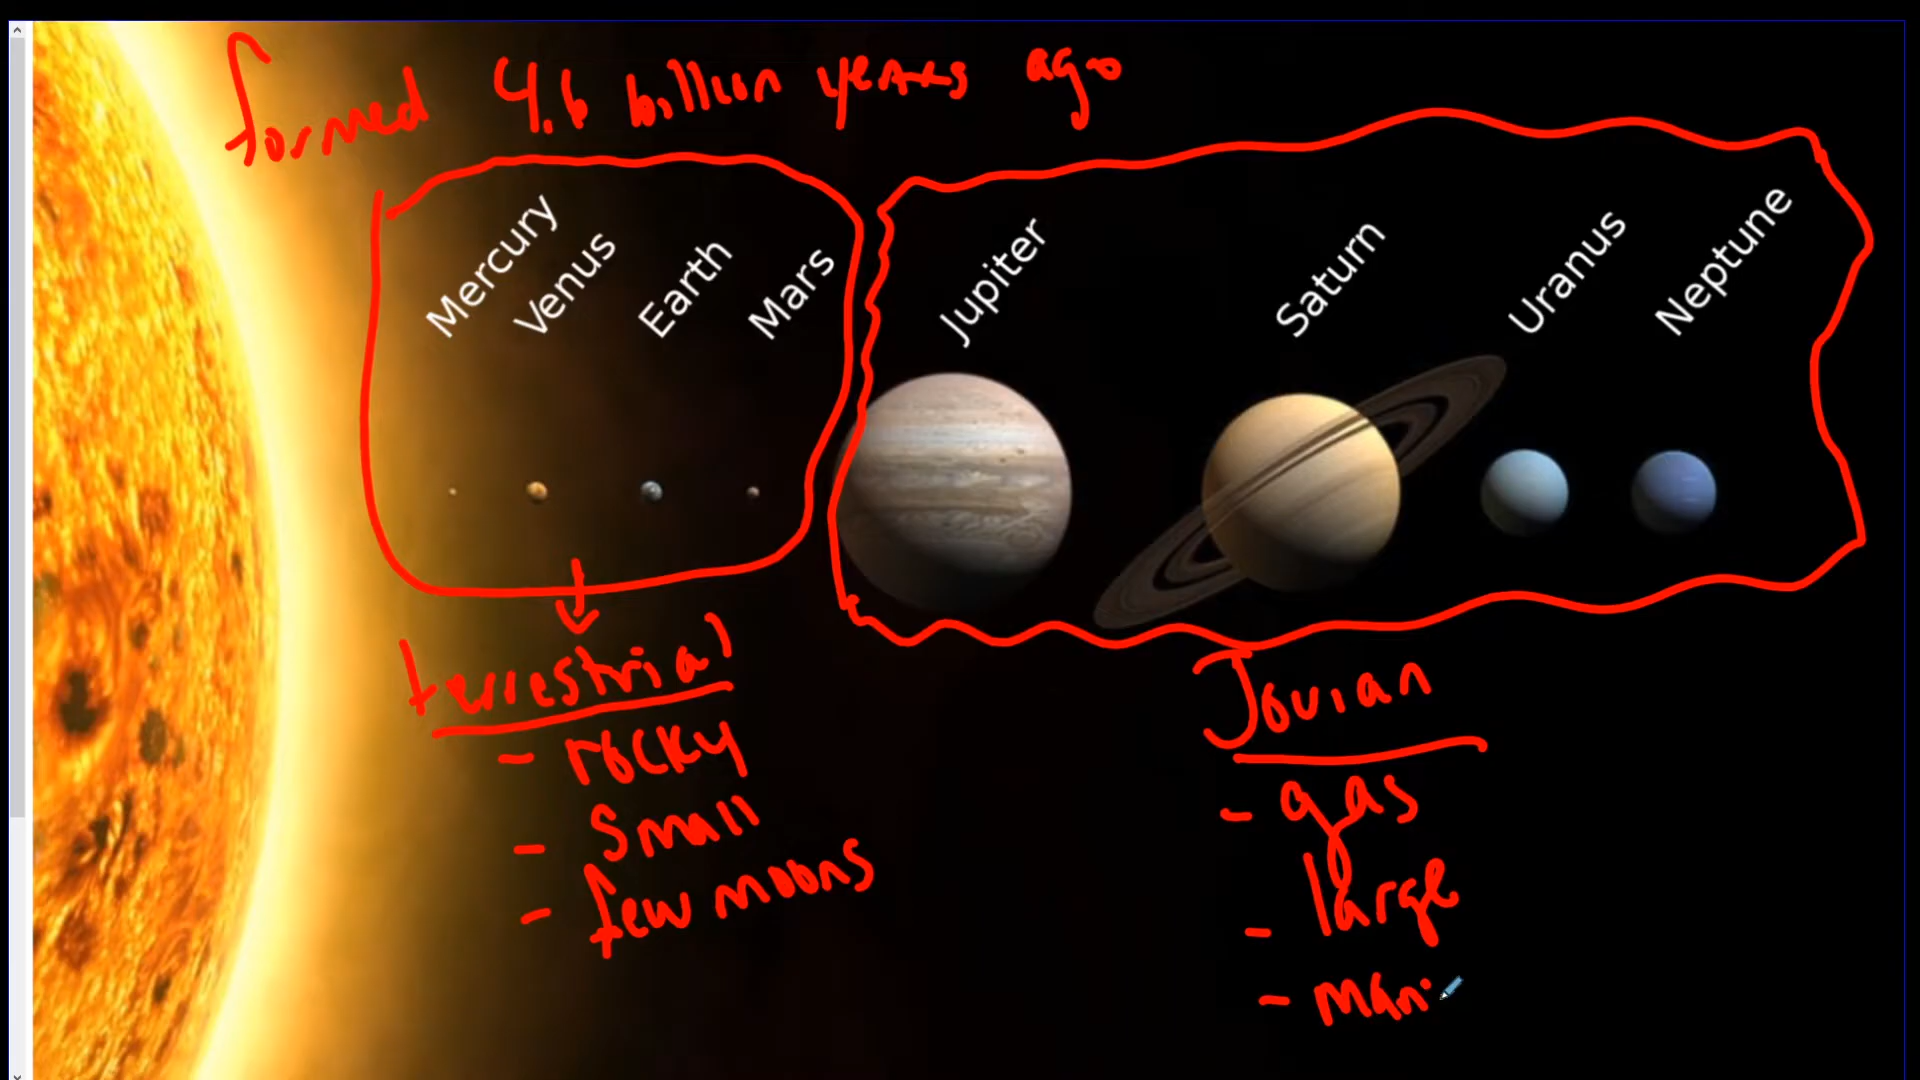 formed 4.6 billion years ago
Mercury
Venus
Earth
Mars
Jupiter
Saturn
Uranus
Neptune
terrestrial
- rocky
- small
- few moons
Jovian
- gas
- large
- man